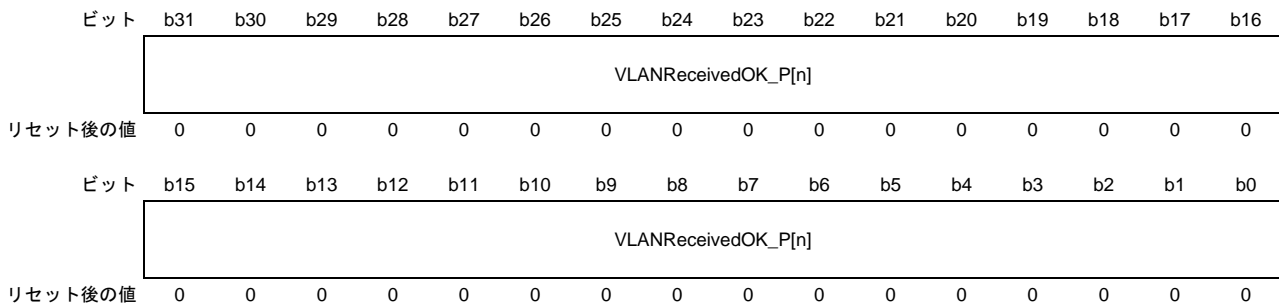 ビット b31 b30 b29 b28 b27 b26 b25 b24 b23 b22 b21 b20 b19 b18 b17 b16
VLANReceivedOK_P[n]
リセット後の値 0 0 0 0 0 0 0 0 0 0 0 0 0 0 0 0
ビット b15 b14 b13 b12 b11 b10 b9 b8 b7 b6 b5 b4 b3 b2 b1 b0
VLANReceivedOK_P[n]
リセット後の値 0 0 0 0 0 0 0 0 0 0 0 0 0 0 0 0